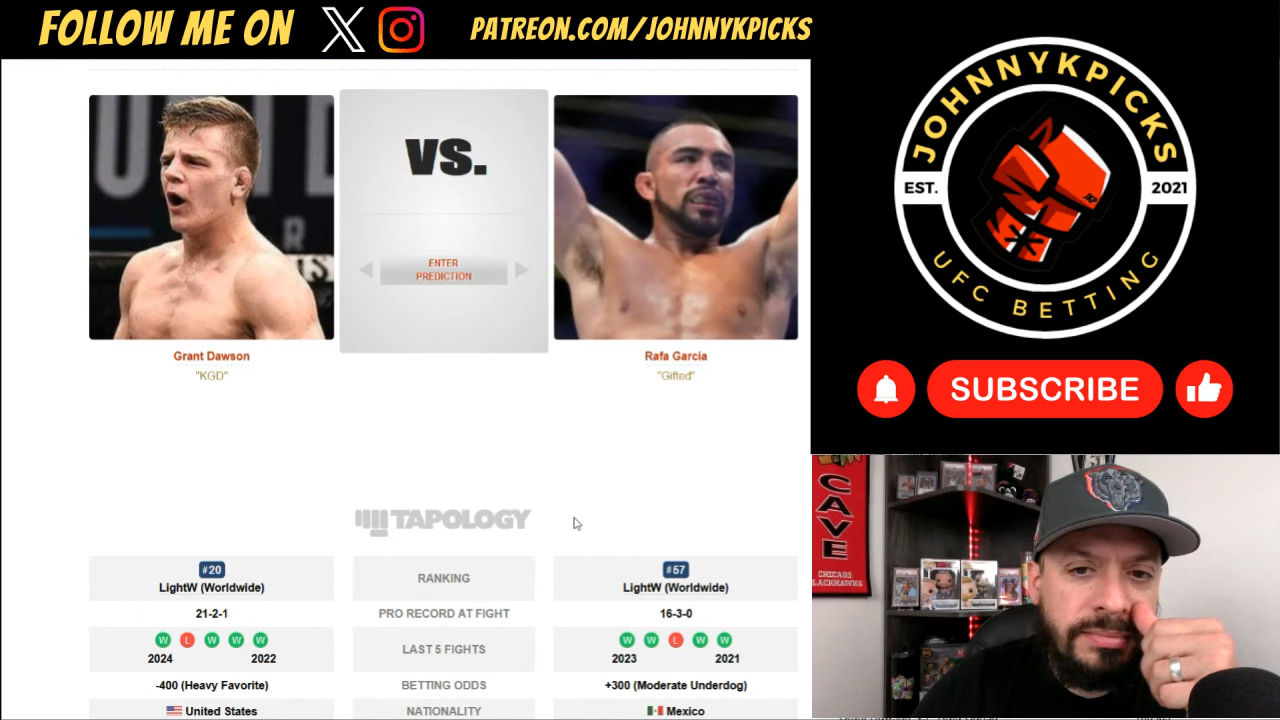 FOLLOW ME ON
PATREON.COM/JOHNNYKPICKS
VS.
ENTER
PREDICTION
Grant Dawson
"KGD"
Rafa García
"Gifted"
TAPOLOGY
#20
LightW (Worldwide)
RANKING
#57
LightW (Worldwide)
21-2-1
PRO RECORD AT FIGHT
16-3-0
W L W W W
2024 2022
LAST 5 FIGHTS
W W L W W
2023 2021
-400 (Heavy Favorite)
BETTING ODDS
+300 (Moderate Underdog)
United States
NATIONALITY
Mexico
JOHNNYKPICKS
EST. 2021
JKP
UFC BETTING
SUBSCRIBE
CAVE
CHICAGO
BLACKHAWKS